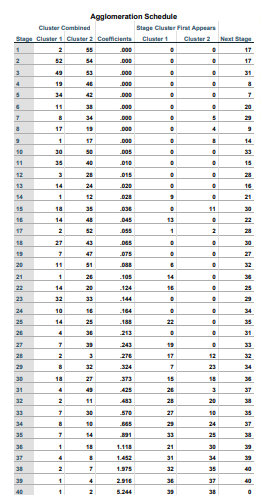 Agglomeration Schedule
Cluster Combined Stage Cluster First Appears
Stage Cluster 1 Cluster 2 Coefficients Cluster 1 Cluster 2 Next Stage
1 2 55 .000 0 0 17
2 52 54 .000 0 0 17
3 49 53 .000 0 0 31
4 19 46 .000 0 0 8
5 34 42 .000 0 0 7
6 11 38 .000 0 0 20
7 8 34 .000 0 5 29
8 17 19 .000 0 4 9
9 1 17 .000 0 8 14
10 30 50 .005 0 0 33
11 35 40 .010 0 0 15
12 3 28 .015 0 0 28
13 14 24 .020 0 0 16
14 1 12 .028 9 0 21
15 18 35 .036 0 11 30
16 14 48 .045 13 0 22
17 2 52 .055 1 2 28
18 27 43 .065 0 0 30
19 7 47 .075 0 0 27
20 11 51 .088 6 0 32
21 1 26 .105 14 0 36
22 14 20 .124 16 0 25
23 32 33 .144 0 0 29
24 10 16 .164 0 0 34
25 14 25 .188 22 0 35
26 4 36 .213 0 0 31
27 7 39 .243 19 0 33
28 2 3 .276 17 12 32
29 8 32 .324 7 23 34
30 18 27 .373 15 18 36
31 4 49 .425 26 3 37
32 2 11 .483 28 20 38
33 7 30 .570 27 10 35
34 8 10 .665 29 24 37
35 7 14 .891 33 25 38
36 1 18 1.118 21 30 39
37 4 8 1.452 31 34 39
38 2 7 1.975 32 35 40
39 1 4 2.916 36 37 40
40 1 2 5.244 39 38 0